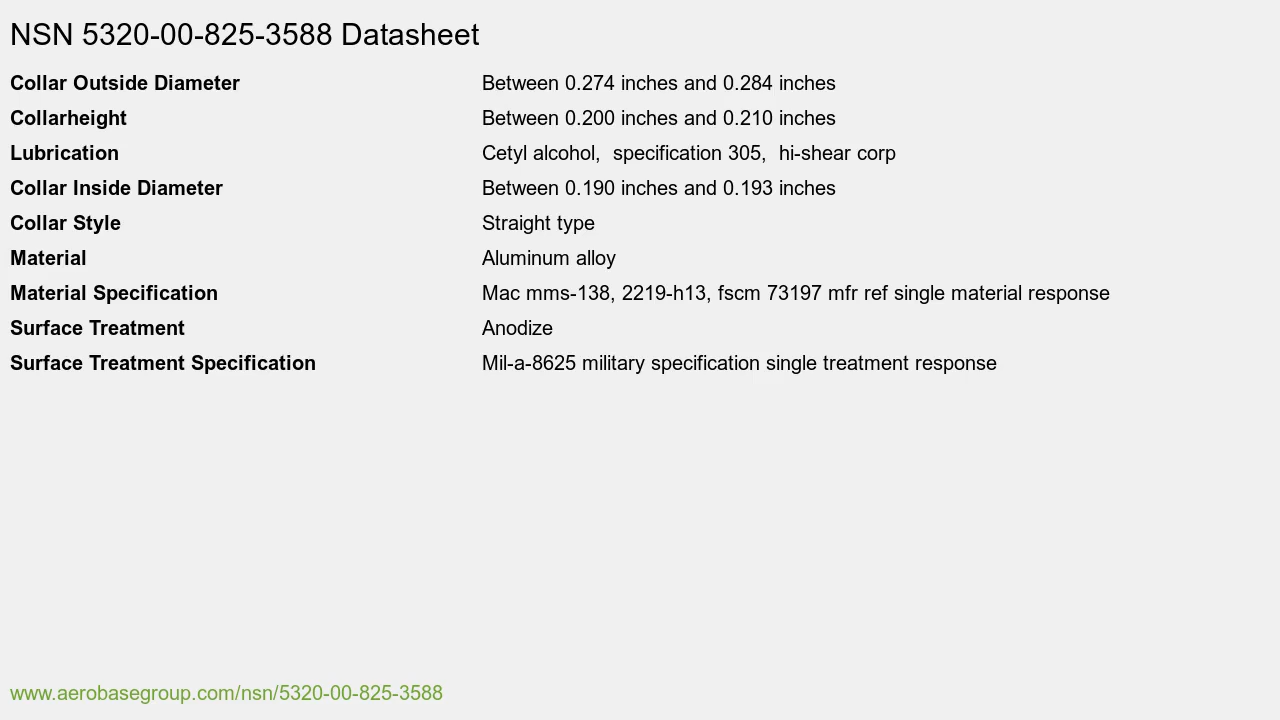 NSN 5320-00-825-3588 Datasheet
Collar Outside Diameter Between 0.274 inches and 0.284 inches
Collarheight Between 0.200 inches and 0.210 inches
Lubrication Cetyl alcohol,  specification 305,  hi-shear corp
Collar Inside Diameter Between 0.190 inches and 0.193 inches
Collar Style Straight type
Material Aluminum alloy
Material Specification Mac mms-138, 2219-h13, fscm 73197 mfr ref single material response
Surface Treatment Anodize
Surface Treatment Specification Mil-a-8625 military specification single treatment response
www.aerobasegroup.com/nsn/5320-00-825-3588